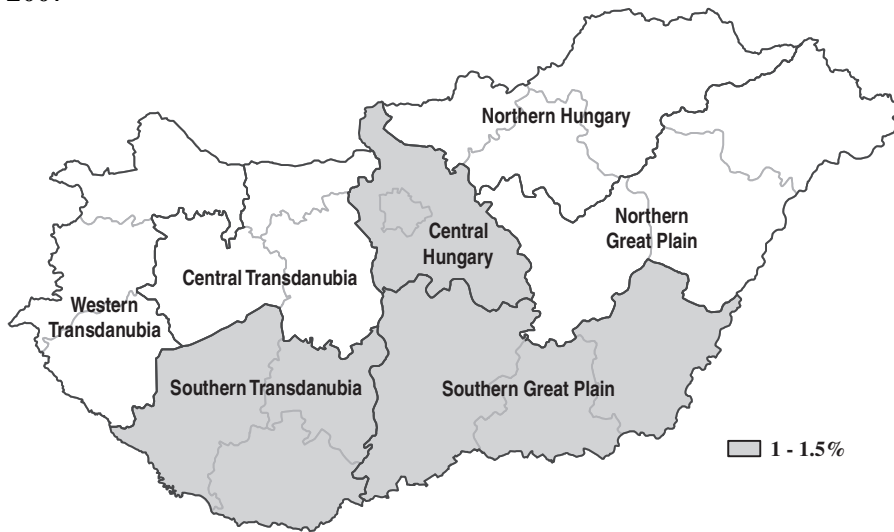 Northern Hungary
Northern
Great Plain
Central
Hungary
Central Transdanubia
Western
Transdanubia
Southern Transdanubia
Southern Great Plain
1 - 1.5%